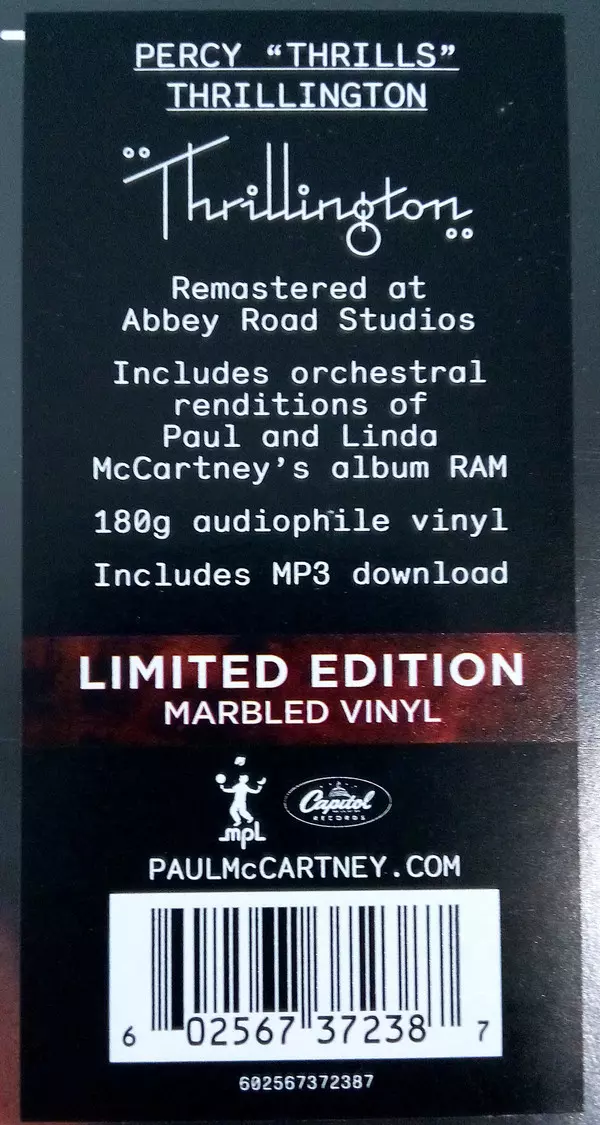 PERCY “THRILLS”
THRILLINGTON
Thrillington
Remastered at
Abbey Road Studios
Includes orchestral
renditions of
Paul and Linda
McCartney’s album RAM
180g audiophile vinyl
Includes MP3 download
LIMITED EDITION
MARBLED VINYL
mpL
Capitol
RECORDS
PAULMcCARTNEY.COM
6 02567 37238 7
602567372387